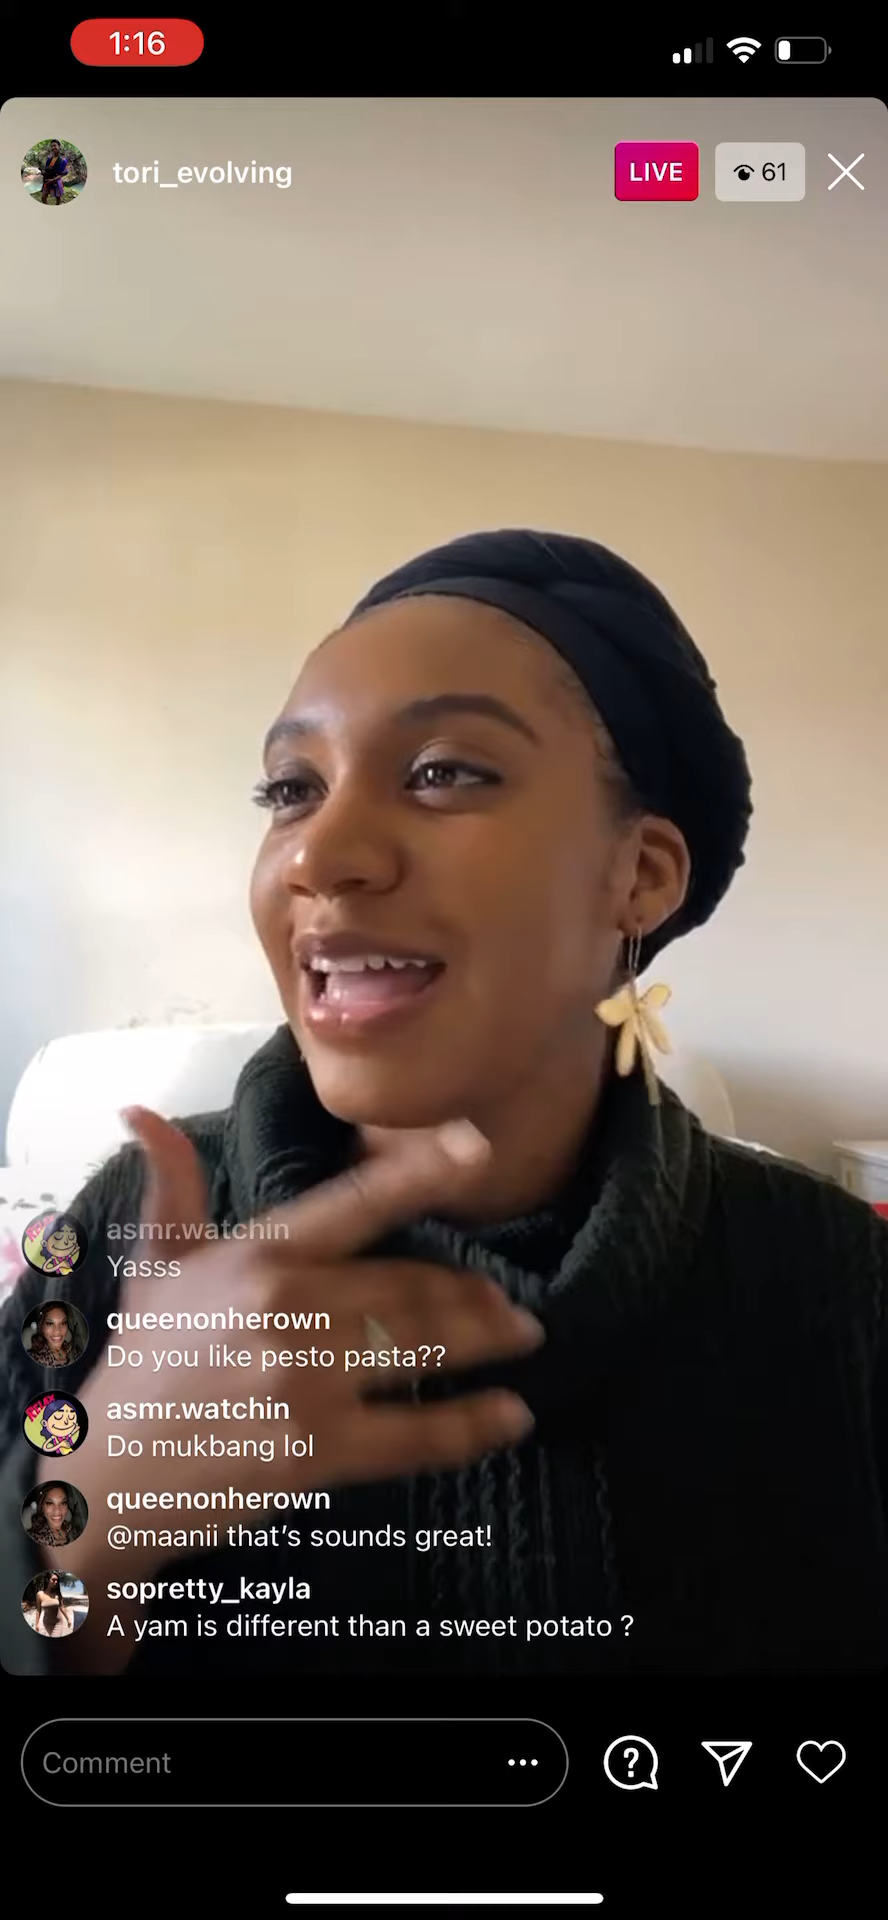 1:16
tori_evolving
LIVE
61
asmr.watchin
Yasss
queenonherown
Do you like pesto pasta??
asmr.watchin
Do mukbang lol
queenonherown
@maanii that's sounds great!
sopretty_kayla
A yam is different than a sweet potato ?
Comment